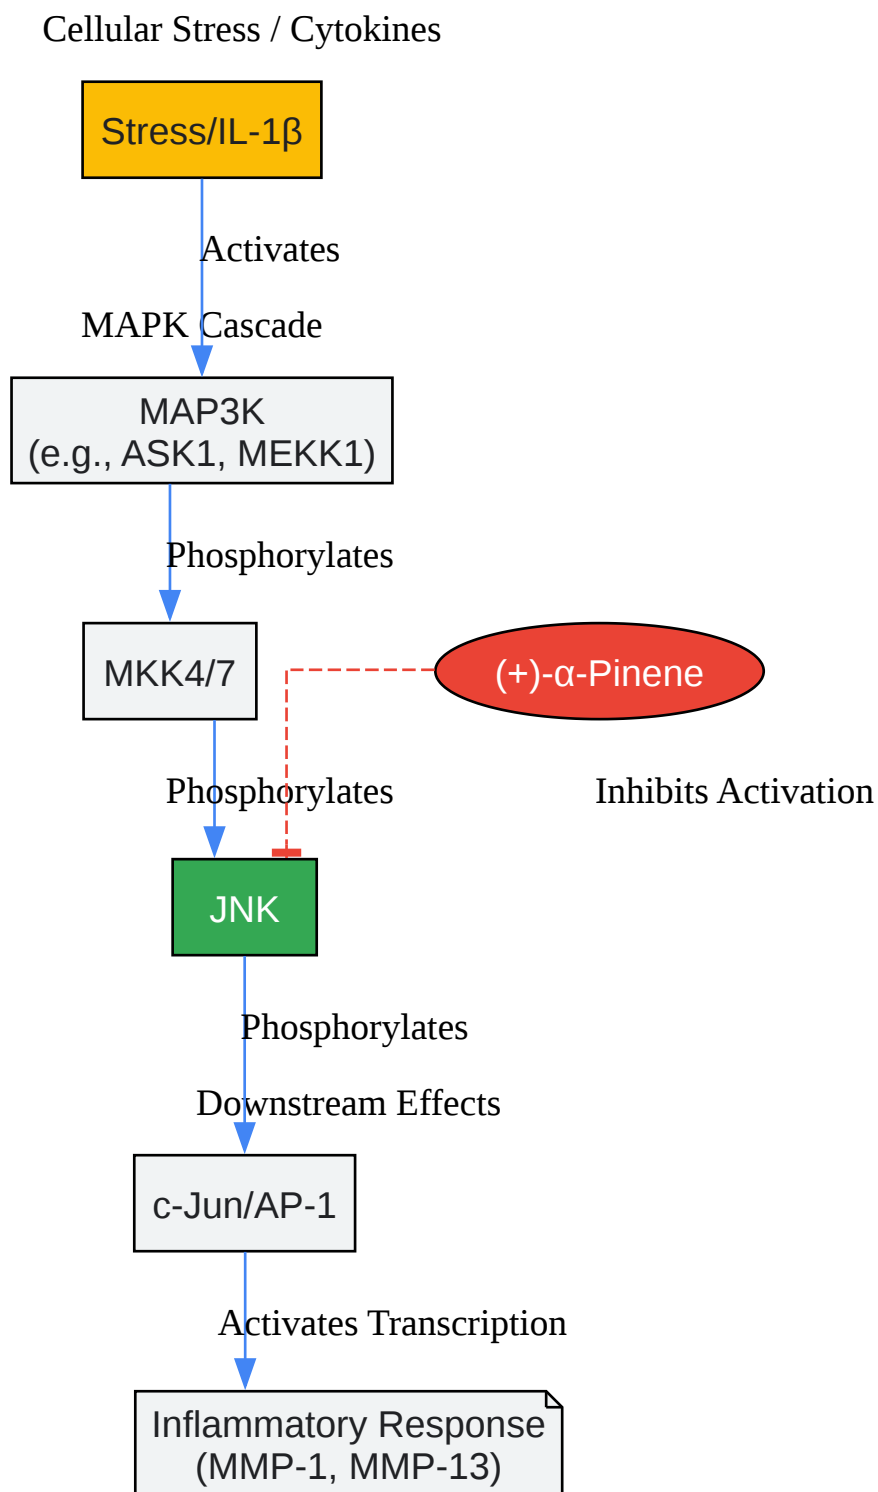 Cellular Stress / Cytokines
Stress/IL-1β
Activates
MAPK Cascade
MAP3K
(e.g., ASK1, MEKK1)
Phosphorylates
MKK4/7
(+)-α-Pinene
Phosphorylates
Inhibits Activation
JNK
Phosphorylates
Downstream Effects
c-Jun/AP-1
Activates Transcription
Inflammatory Response
(MMP-1, MMP-13)